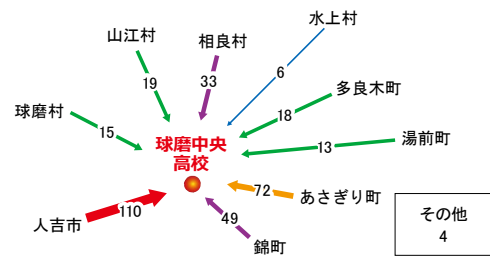 水上村
山江村
相良村
19
33
6
多良木町
球磨村
18
15
湯前町
13
球磨中央
高校
72
あさぎり町
110
人吉市
49
錦町
その他
4